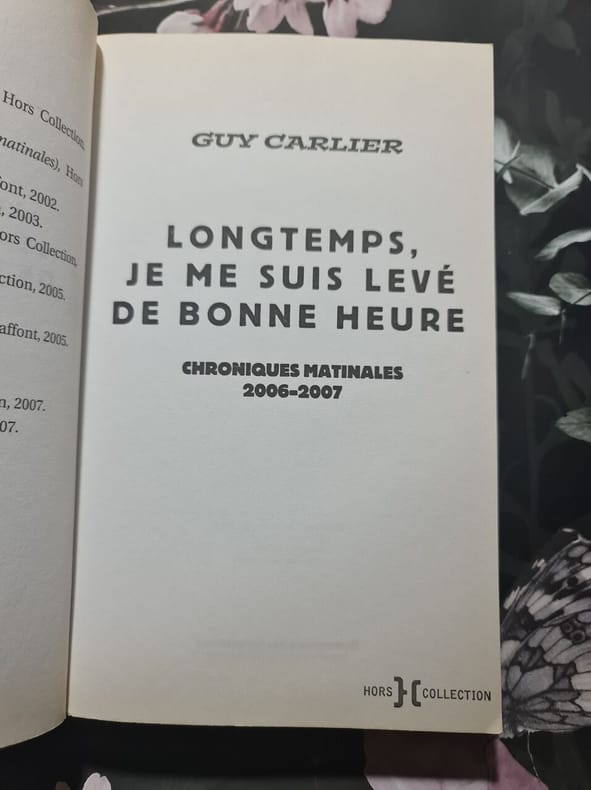 Hors Collection,
matinales), Hors
ont, 2002.
, 2003.
ors Collection,
ction, 2005.
affont, 2005.
n, 2007.
07.
GUY CARLIER
LONGTEMPS,
JE ME SUIS LEVÉ
DE BONNE HEURE
CHRONIQUES MATINALES
2006-2007
HORS COLLECTION